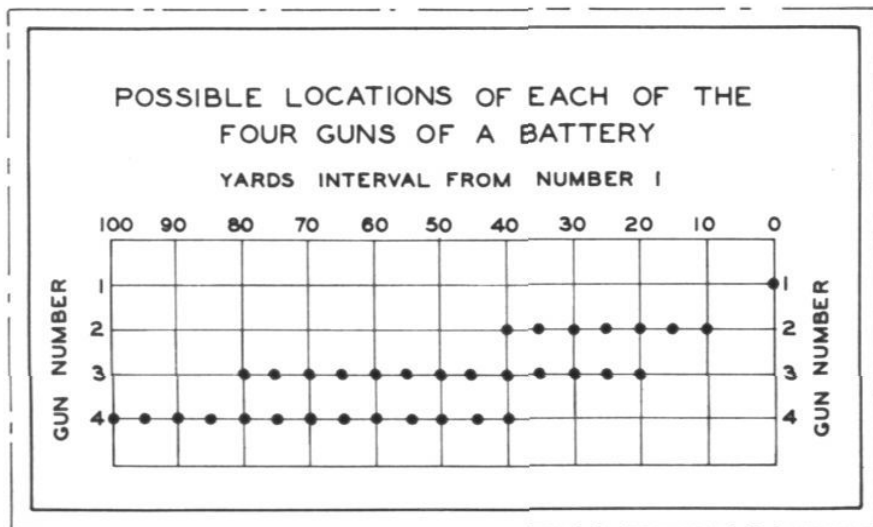 POSSIBLE LOCATIONS OF EACH OF THE
FOUR GUNS OF A BATTERY
YARDS INTERVAL FROM NUMBER 1
100 90 80 70 60 50 40 30 20 10 0
GUN NUMBER
1 1
2 2
3 3
4 4
GUN NUMBER